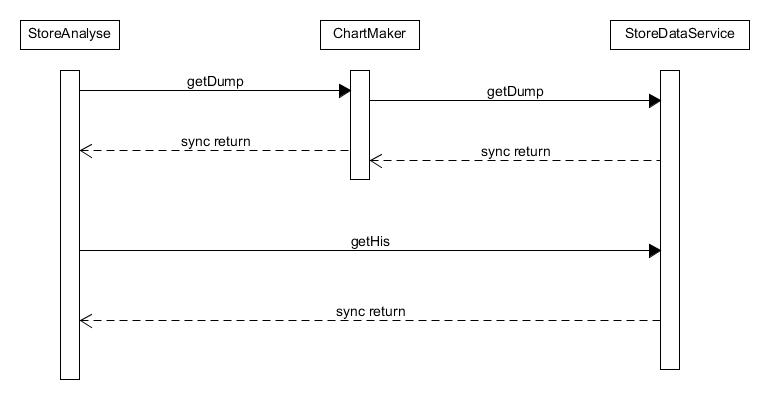 StoreAnalyse
ChartMaker
StoreDataService
getDump
getDump
sync return
sync return
getHis
sync return